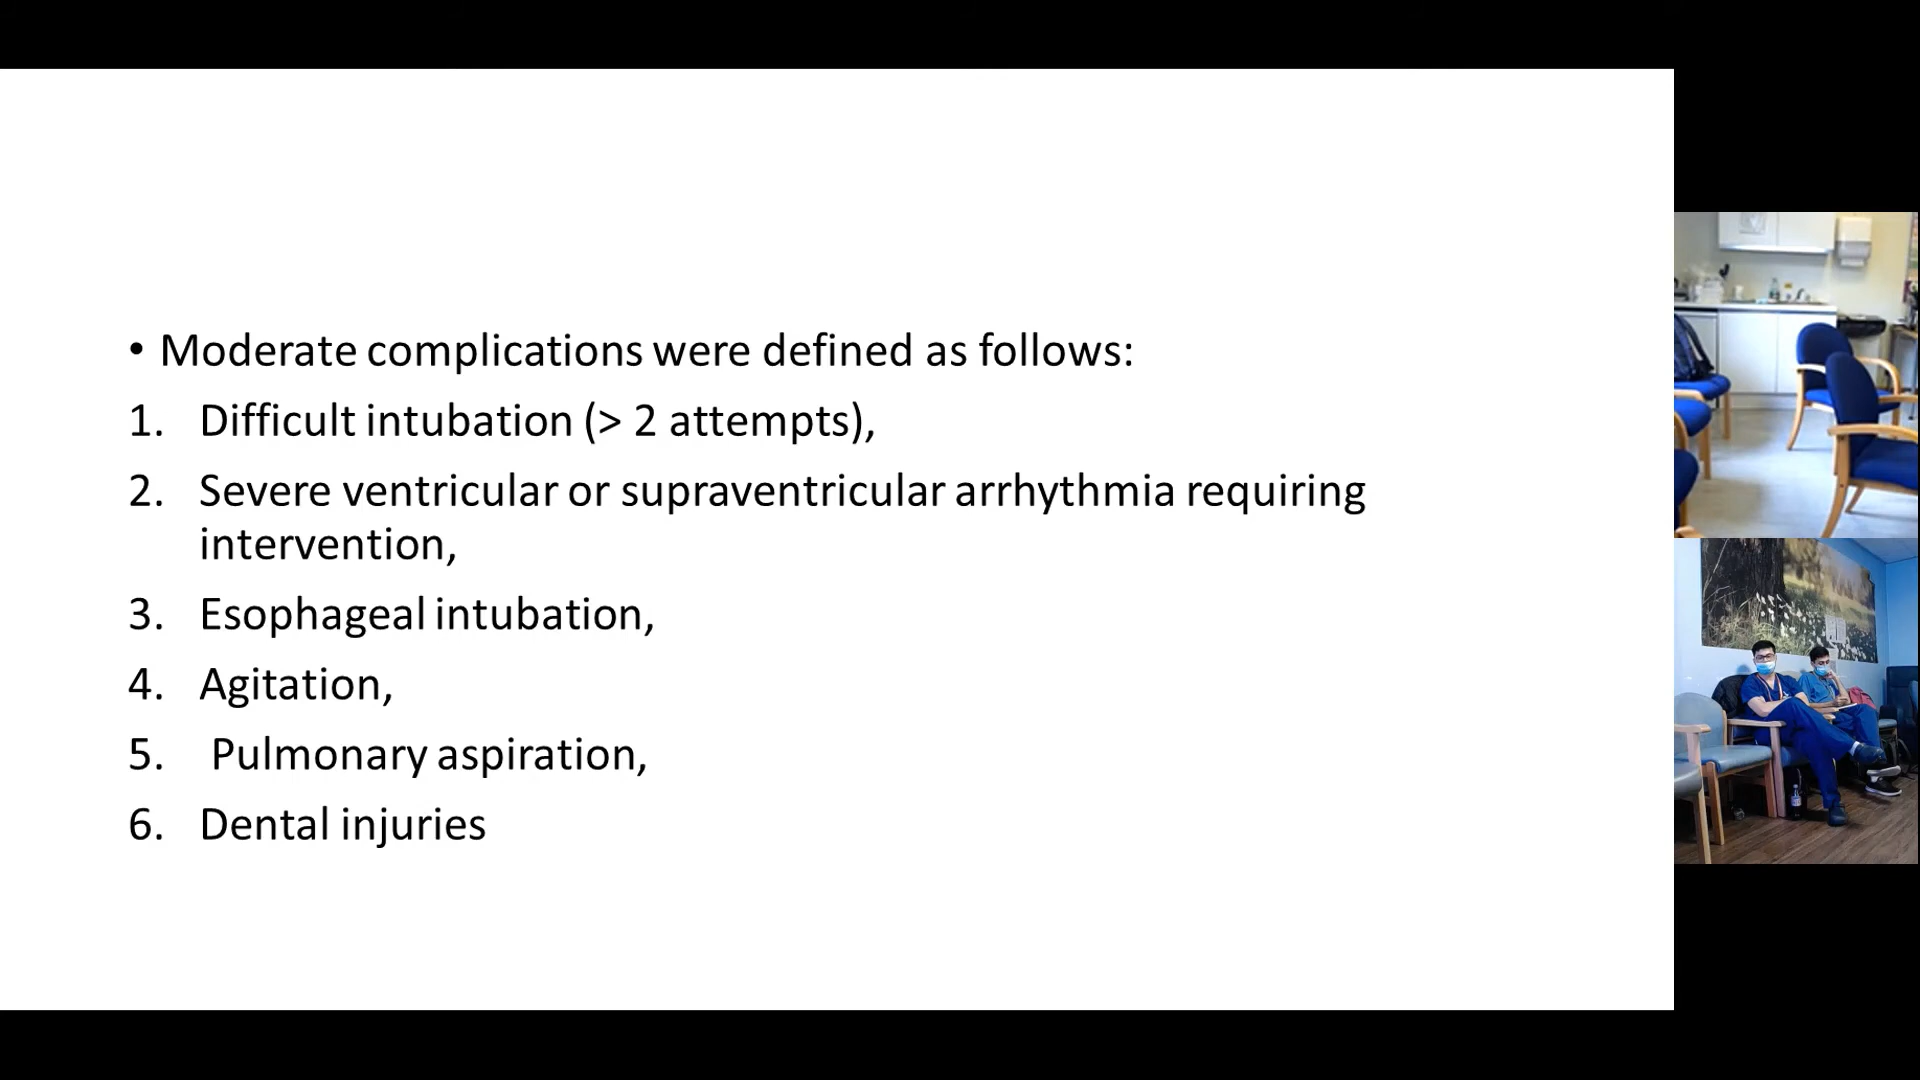 • Moderate complications were defined as follows:
1. Difficult intubation (> 2 attempts),
2. Severe ventricular or supraventricular arrhythmia requiring
intervention,
3. Esophageal intubation,
4. Agitation,
5. Pulmonary aspiration,
6. Dental injuries